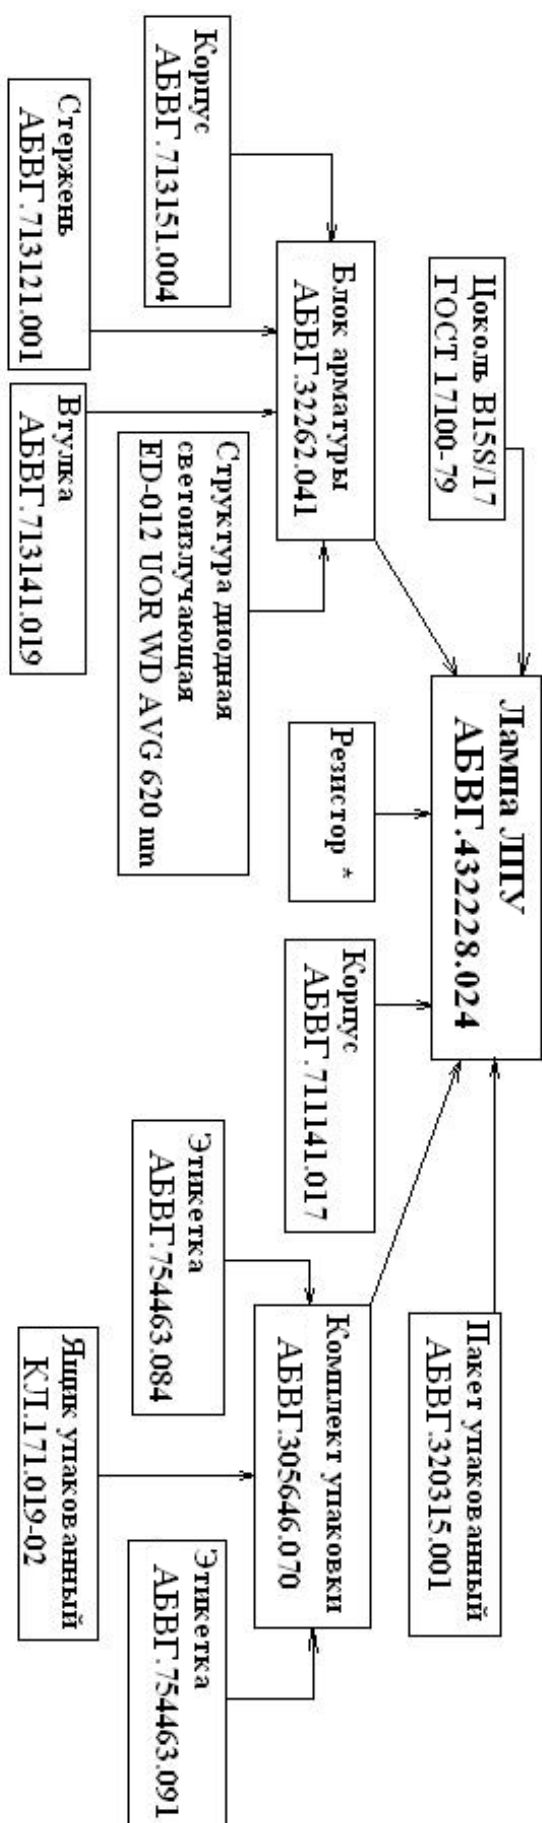 Лампа ЛПУ
АБВГ.432228.024
Цоколь B15S/17
ГОСТ 17100-79
Пакет упакованный
АБВГ.320315.001
Блок арматуры
АБВГ.32262.041
Резистор *
Корпус
АБВГ.711141.017
Комплект упаковки
АБВГ.305646.070
Корпус
АБВГ.713151.004
Структура диодная
светоизлучающая
ED-012 UOR WD AVG 620 nm
Этикетка
АБВГ.754463.084
Этикетка
АБВГ.754463.091
Стержень
АБВГ.713121.001
Втулка
АБВГ.713141.019
Ящик упакованный
КЛ.171.019-02